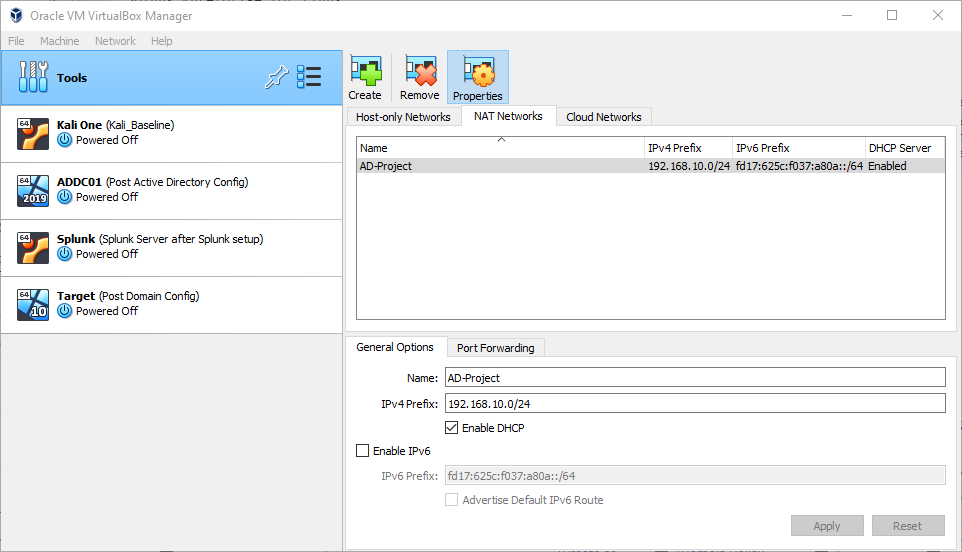 Oracle VM VirtualBox Manager
File Machine Network Help
Tools
64
Kali One (Kali_Baseline)
Powered Off
64
2019
ADDC01 (Post Active Directory Config)
Powered Off
64
Splunk (Splunk Server after Splunk setup)
Powered Off
64
10
Target (Post Domain Config)
Powered Off
Create Remove Properties
Host-only Networks NAT Networks Cloud Networks
Name IPv4 Prefix IPv6 Prefix DHCP Server
AD-Project 192.168.10.0/24 fd17:625c:f037:a80a::/64 Enabled
General Options Port Forwarding
Name: AD-Project
IPv4 Prefix: 192.168.10.0/24
Enable DHCP
Enable IPv6
IPv6 Prefix: fd17:625c:f037:a80a::/64
Advertise Default IPv6 Route
Apply Reset